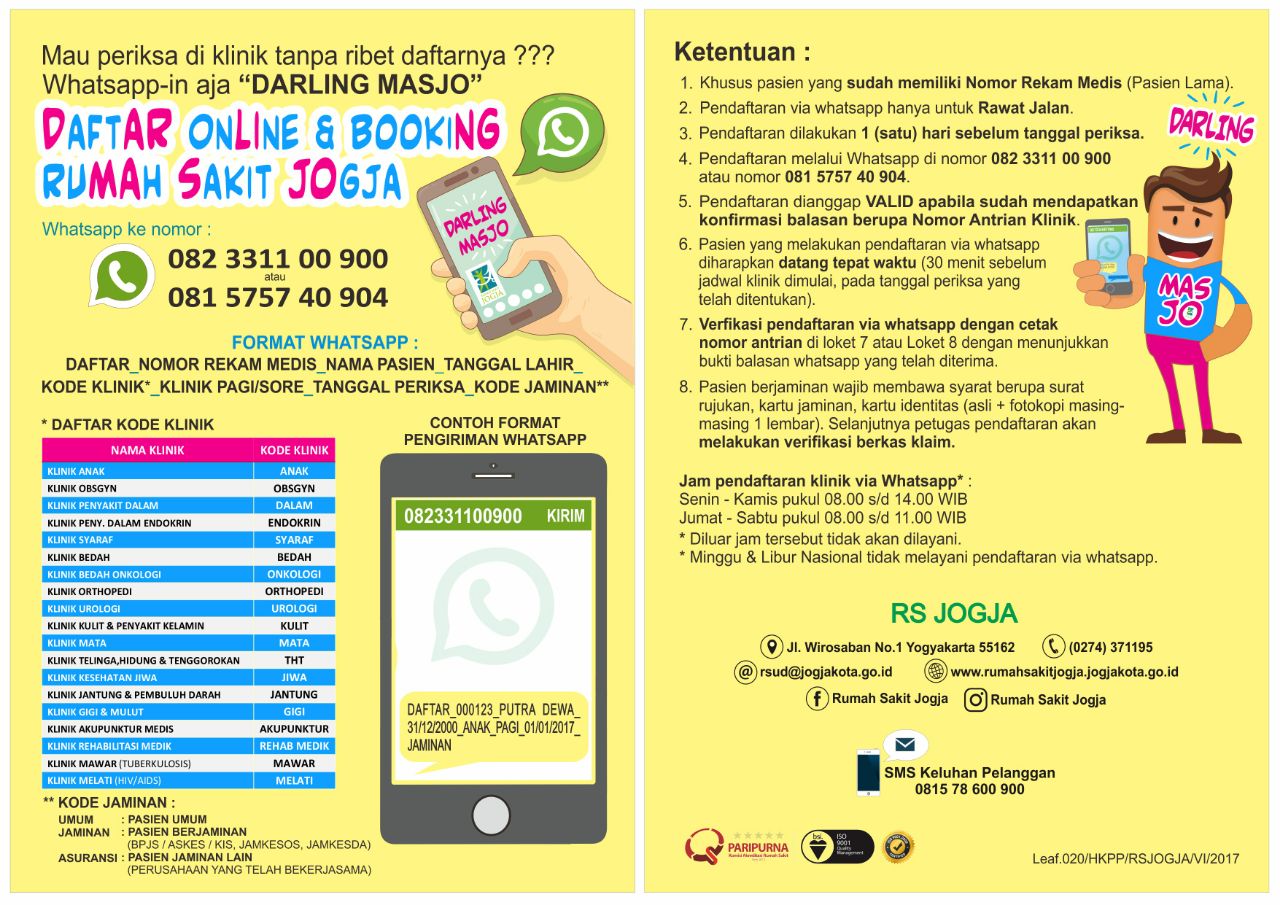 Mau periksa di klinik tanpa ribet daftarnya ???
Whatsapp-in aja “DARLING MASJO”
DAFTAR ONLINE & BOOKING
RUMAH SAKIT JOGJA
Whatsapp ke nomor :
082 3311 00 900
atau
081 5757 40 904
DARLING
MASJO
JOGJA
FORMAT WHATSAPP :
DAFTAR_NOMOR REKAM MEDIS_NAMA PASIEN_TANGGAL LAHIR_
KODE KLINIK*_KLINIK PAGI/SORE_TANGGAL PERIKSA_KODE JAMINAN**
* DAFTAR KODE KLINIK
NAMA KLINIK KODE KLINIK
KLINIK ANAK ANAK
KLINIK OBSGYN OBSGYN
KLINIK PENYAKIT DALAM DALAM
KLINIK PENY. DALAM ENDOKRIN ENDOKRIN
KLINIK SYARAF SYARAF
KLINIK BEDAH BEDAH
KLINIK BEDAH ONKOLOGI ONKOLOGI
KLINIK ORTHOPEDI ORTHOPEDI
KLINIK UROLOGI UROLOGI
KLINIK KULIT & PENYAKIT KELAMIN KULIT
KLINIK MATA MATA
KLINIK TELINGA,HIDUNG & TENGGOROKAN THT
KLINIK KESEHATAN JIWA JIWA
KLINIK JANTUNG & PEMBULUH DARAH JANTUNG
KLINIK GIGI & MULUT GIGI
KLINIK AKUPUNKTUR MEDIS AKUPUNKTUR
KLINIK REHABILITASI MEDIK REHAB MEDIK
KLINIK MAWAR (TUBERKULOSIS) MAWAR
KLINIK MELATI (HIV/AIDS) MELATI
** KODE JAMINAN :
UMUM : PASIEN UMUM
JAMINAN : PASIEN BERJAMINAN
(BPJS / ASKES / KIS, JAMKESOS, JAMKESDA)
ASURANSI : PASIEN JAMINAN LAIN
(PERUSAHAAN YANG TELAH BEKERJASAMA)
CONTOH FORMAT
PENGIRIMAN WHATSAPP
082331100900 KIRIM
DAFTAR_000123_PUTRA DEWA_
31/12/2000_ANAK_PAGI_01/01/2017_
JAMINAN
Ketentuan :
1. Khusus pasien yang sudah memiliki Nomor Rekam Medis (Pasien Lama).
2. Pendaftaran via whatsapp hanya untuk Rawat Jalan.
3. Pendaftaran dilakukan 1 (satu) hari sebelum tanggal periksa.
4. Pendaftaran melalui Whatsapp di nomor 082 3311 00 900
atau nomor 081 5757 40 904.
5. Pendaftaran dianggap VALID apabila sudah mendapatkan
konfirmasi balasan berupa Nomor Antrian Klinik.
6. Pasien yang melakukan pendaftaran via whatsapp
diharapkan datang tepat waktu (30 menit sebelum
jadwal klinik dimulai, pada tanggal periksa yang
telah ditentukan).
7. Verfikasi pendaftaran via whatsapp dengan cetak
nomor antrian di loket 7 atau Loket 8 dengan menunjukkan
bukti balasan whatsapp yang telah diterima.
8. Pasien berjaminan wajib membawa syarat berupa surat
rujukan, kartu jaminan, kartu identitas (asli + fotokopi masing-
masing 1 lembar). Selanjutnya petugas pendaftaran akan
melakukan verifikasi berkas klaim.
DARLING
MAS
JO
Jam pendaftaran klinik via Whatsapp* :
Senin - Kamis pukul 08.00 s/d 14.00 WIB
Jumat - Sabtu pukul 08.00 s/d 11.00 WIB
* Diluar jam tersebut tidak akan dilayani.
* Minggu & Libur Nasional tidak melayani pendaftaran via whatsapp.
RS JOGJA
Jl. Wirosaban No.1 Yogyakarta 55162 (0274) 371195
rsud@jogjakota.go.id www.rumahsakitjogja.jogjakota.go.id
Rumah Sakit Jogja Rumah Sakit Jogja
SMS Keluhan Pelanggan
0815 78 600 900
PARIPURNA
Komisi Akreditasi Rumah Sakit
bsi.
ISO
9001
Quality
Management
Leaf.020/HKPP/RSJOGJA/VI/2017